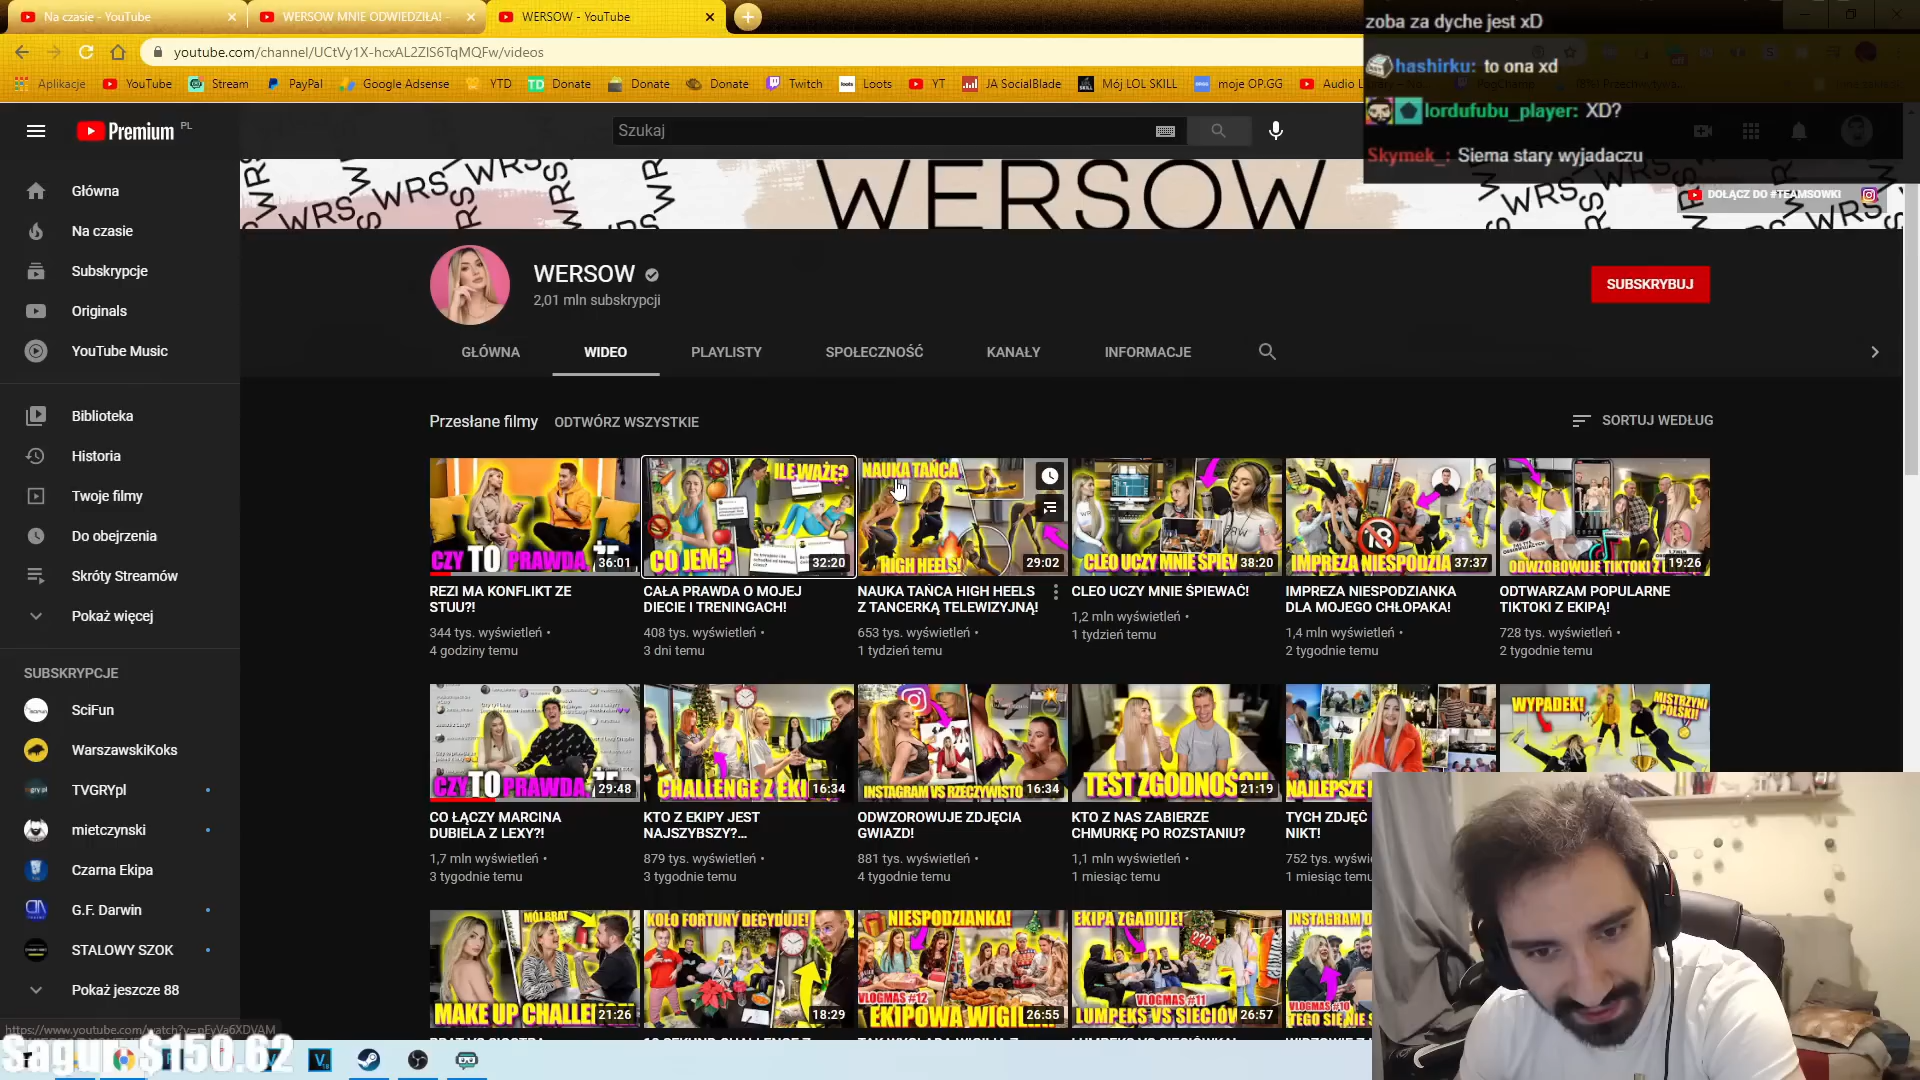 Na czasie - YouTube
WERSOW MNIE ODWIEDZIŁA! -
WERSOW - YouTube
youtube.com/channel/UCtVy1X-hcxAL2ZIS6TqMQFw/videos
Aplikacje
YouTube
Stream
PayPal
Google Adsense
YTD
Donate
Donate
Donate
Twitch
Loots
YT
JA SocialBlade
Mój LOL SKILL
moje OP.GG
zoba za dyche jest xD
hashirku: to ona xd
lordufubu_player: XD?
Skymek_: Siema stary wyjadaczu
Premium PL
Szukaj
WERSOW
DOŁĄCZ DO #TEAMSOWKI
Główna
Na czasie
Subskrypcje
Originals
YouTube Music
Biblioteka
Historia
Twoje filmy
Do obejrzenia
Skróty Streamów
Pokaż więcej
SUBSKRYPCJE
SciFun
WarszawskiKoks
TVGRYpl
mietczynski
Czarna Ekipa
G.F. Darwin
STALOWY SZOK
Pokaż jeszcze 88
WERSOW
2,01 mln subskrypcji
SUBSKRYBUJ
GŁÓWNA
WIDEO
PLAYLISTY
SPOŁECZNOŚĆ
KANAŁY
INFORMACJE
Przesłane filmy
ODTWÓRZ WSZYSTKIE
SORTUJ WEDŁUG
CZY TO PRAWDA
36:01
REZI MA KONFLIKT ZE
STUU?!
344 tys. wyświetleń •
4 godziny temu
ILE WAŻĘ?
CO JEM?
32:20
CAŁA PRAWDA O MOJEJ
DIECIE I TRENINGACH!
408 tys. wyświetleń •
3 dni temu
NAUKA TAŃCA
HIGH HEELS!
29:02
NAUKA TAŃCA HIGH HEELS
Z TANCERKĄ TELEWIZYJNĄ!
653 tys. wyświetleń •
1 tydzień temu
CLEO UCZY MNIE ŚPIEW
38:20
CLEO UCZY MNIE ŚPIEWAĆ!
1,2 mln wyświetleń •
1 tydzień temu
18
IMPREZA NIESPODZIA
37:37
IMPREZA NIESPODZIANKA
DLA MOJEGO CHŁOPAKA!
1,4 mln wyświetleń •
2 tygodnie temu
ODWZOROWUJE TIKTOKI Z
19:26
ODTWARZAM POPULARNE
TIKTOKI Z EKIPĄ!
728 tys. wyświetleń •
2 tygodnie temu
CZY TO PRAWDA
29:48
CO ŁĄCZY MARCINA
DUBIELA Z LEXY?!
1,7 mln wyświetleń •
3 tygodnie temu
CHALLENGE Z EKI
16:34
KTO Z EKIPY JEST
NAJSZYBSZY?...
879 tys. wyświetleń •
3 tygodnie temu
INSTAGRAM VS RZECZYWISTO
16:34
ODWZOROWUJE ZDJĘCIA
GWIAZD!
881 tys. wyświetleń •
4 tygodnie temu
TEST ZGODNOŚCI
21:19
KTO Z NAS ZABIERZE
CHMURKĘ PO ROZSTANIU?
1,1 mln wyświetleń •
1 miesiąc temu
NAJLEPSZE
TYCH ZDJĘĆ
NIKT!
752 tys. wyświe
1 miesiąc temu
WYPADEK!
MISTRZYNI
POLSKI!
MÓJ BRAT
MAKE UP CHALLE
21:26
KOŁO FORTUNY DECYDUJE!
18:29
NIESPODZIANKA!
VLOGMAS #12
EKIPOWA WIGILI
26:55
EKIPA ZGADUJE!
???
VLOGMAS #11
LUMPEKS VS SIECIÓW
26:57
INSTAGRAM D
VLOGMAS #10
TEGO SIĘ NIE S
Sagur $150.62